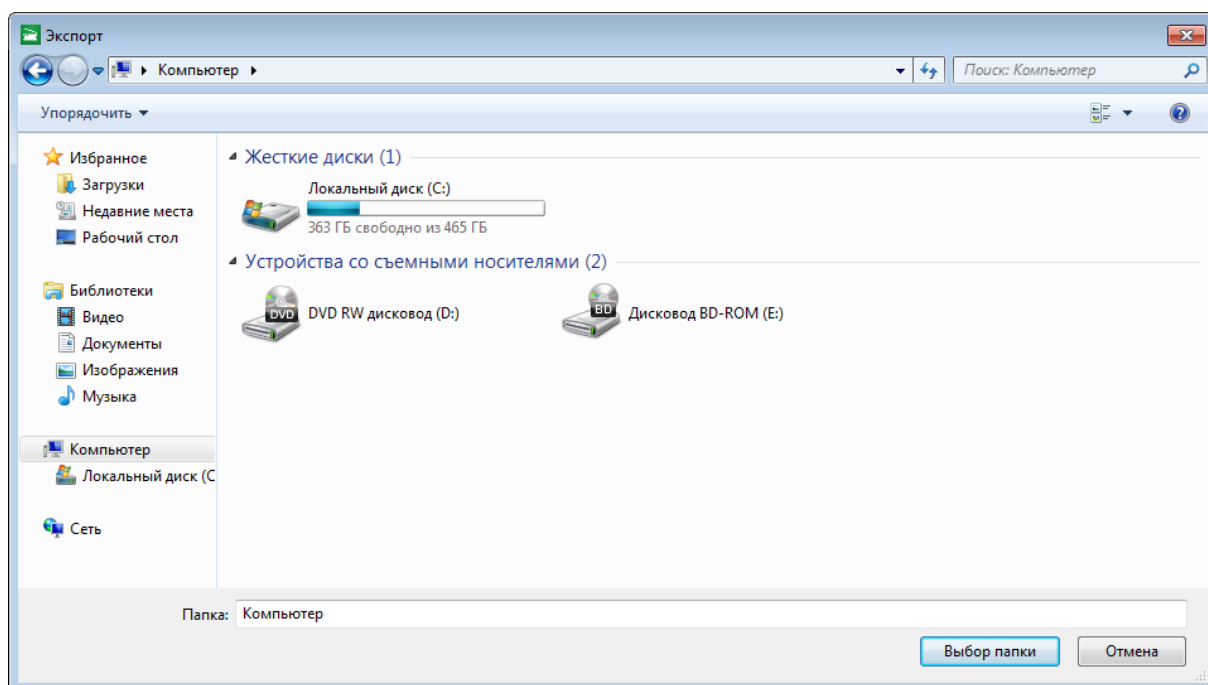 Экспорт
Компьютер
Поиск: Компьютер
Упорядочить
Избранное
Загрузки
Недавние места
Рабочий стол
Библиотеки
Видео
Документы
Изображения
Музыка
Компьютер
Локальный диск (C
Сеть
Жесткие диски (1)
Локальный диск (C:)
363 ГБ свободно из 465 ГБ
Устройства со съемными носителями (2)
DVD
DVD RW дисковод (D:)
BD
Дисковод BD-ROM (E:)
Папка: Компьютер
Выбор папки
Отмена